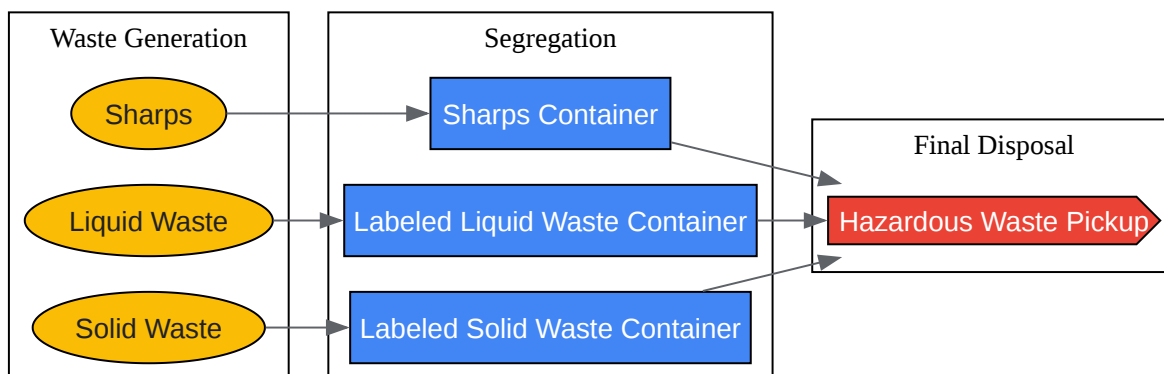 Waste Generation
Sharps
Liquid Waste
Solid Waste
Segregation
Sharps Container
Labeled Liquid Waste Container
Labeled Solid Waste Container
Final Disposal
Hazardous Waste Pickup